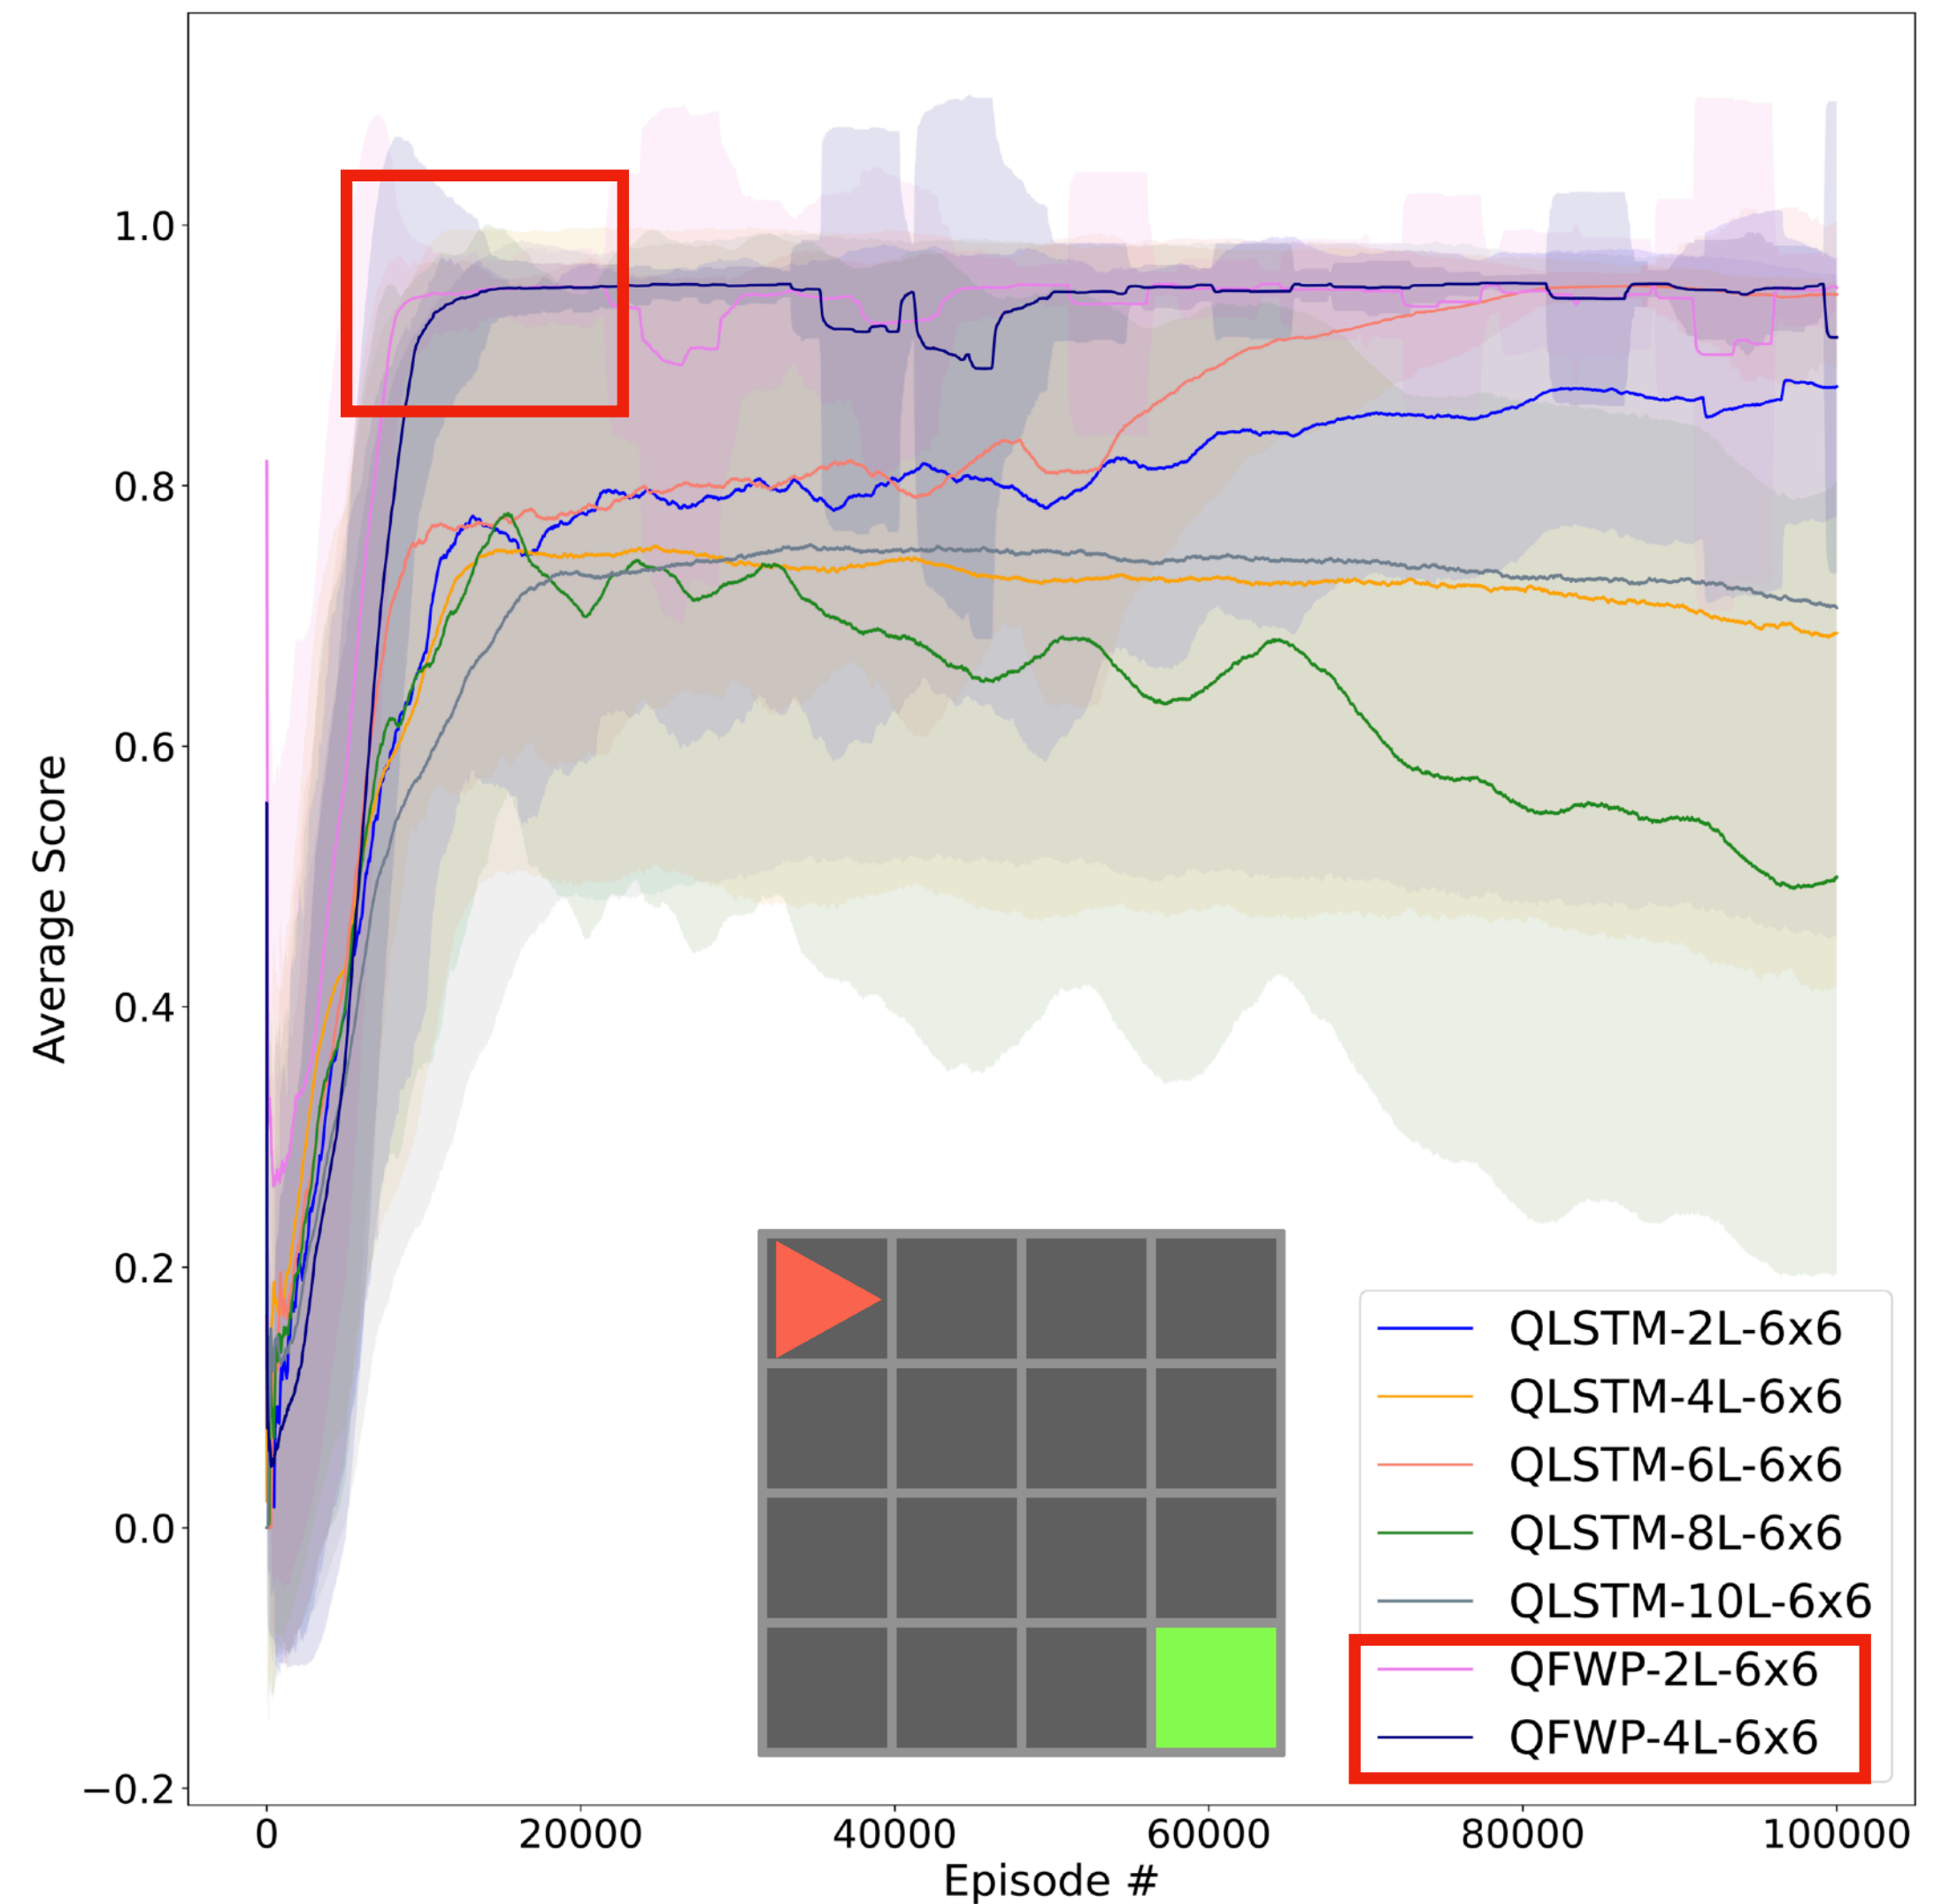 1.0
0.8
0.6
0.4
0.2
0.0
−0.2
Average Score
0 20000 40000 60000 80000 100000
Episode #
QLSTM-2L-6x6
QLSTM-4L-6x6
QLSTM-6L-6x6
QLSTM-8L-6x6
QLSTM-10L-6x6
QFWP-2L-6x6
QFWP-4L-6x6